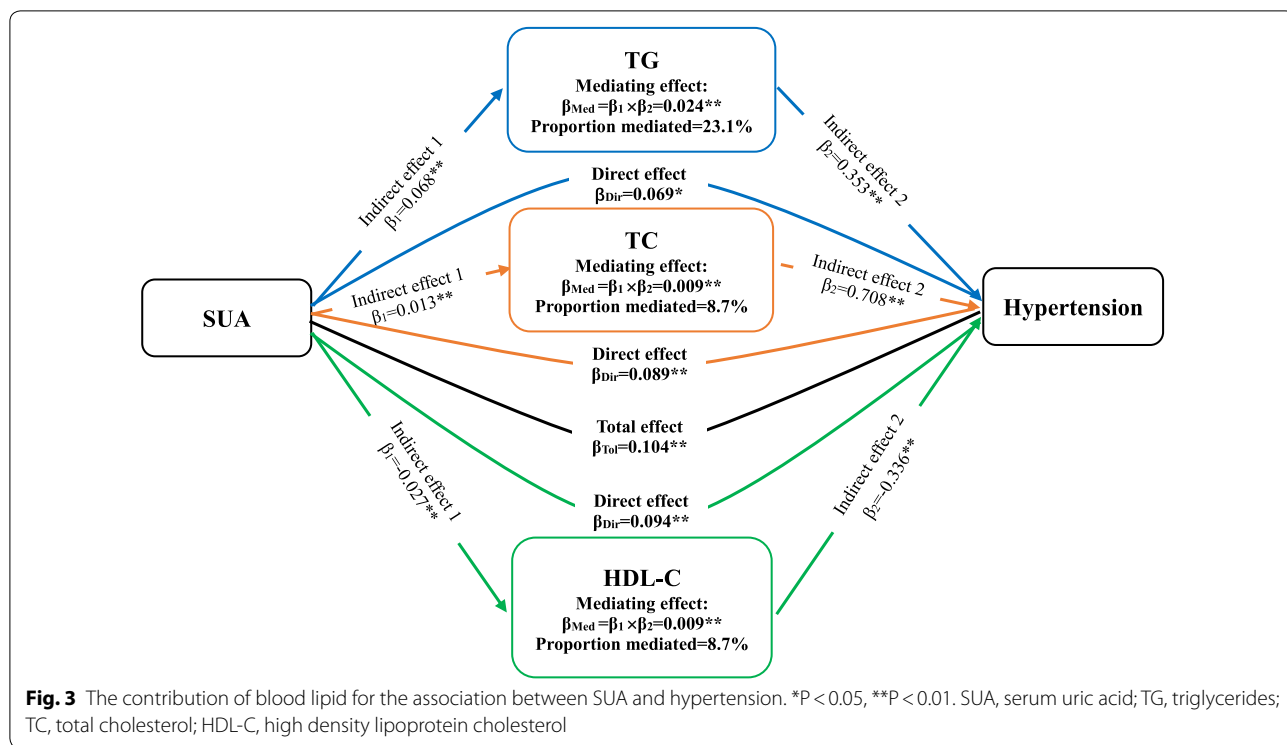 TG
Mediating effect:
βMed =β1 ×β2=0.024**
Proportion mediated=23.1%
Indirect effect 1
β1=0.068**
Indirect effect 2
β2=0.353**
Direct effect
βDir=0.069*
TC
Mediating effect:
βMed =β1 ×β2=0.009**
Proportion mediated=8.7%
Indirect effect 1
β1=0.013**
Indirect effect 2
β2=0.708**
SUA
Hypertension
Direct effect
βDir=0.089**
Total effect
βTol=0.104**
Indirect effect 1
β1=-0.027**
Indirect effect 2
β2=-0.336**
Direct effect
βDir=0.094**
HDL-C
Mediating effect:
βMed =β1 ×β2=0.009**
Proportion mediated=8.7%
Fig. 3 The contribution of blood lipid for the association between SUA and hypertension. *P < 0.05, **P < 0.01. SUA, serum uric acid; TG, triglycerides;
TC, total cholesterol; HDL-C, high density lipoprotein cholesterol